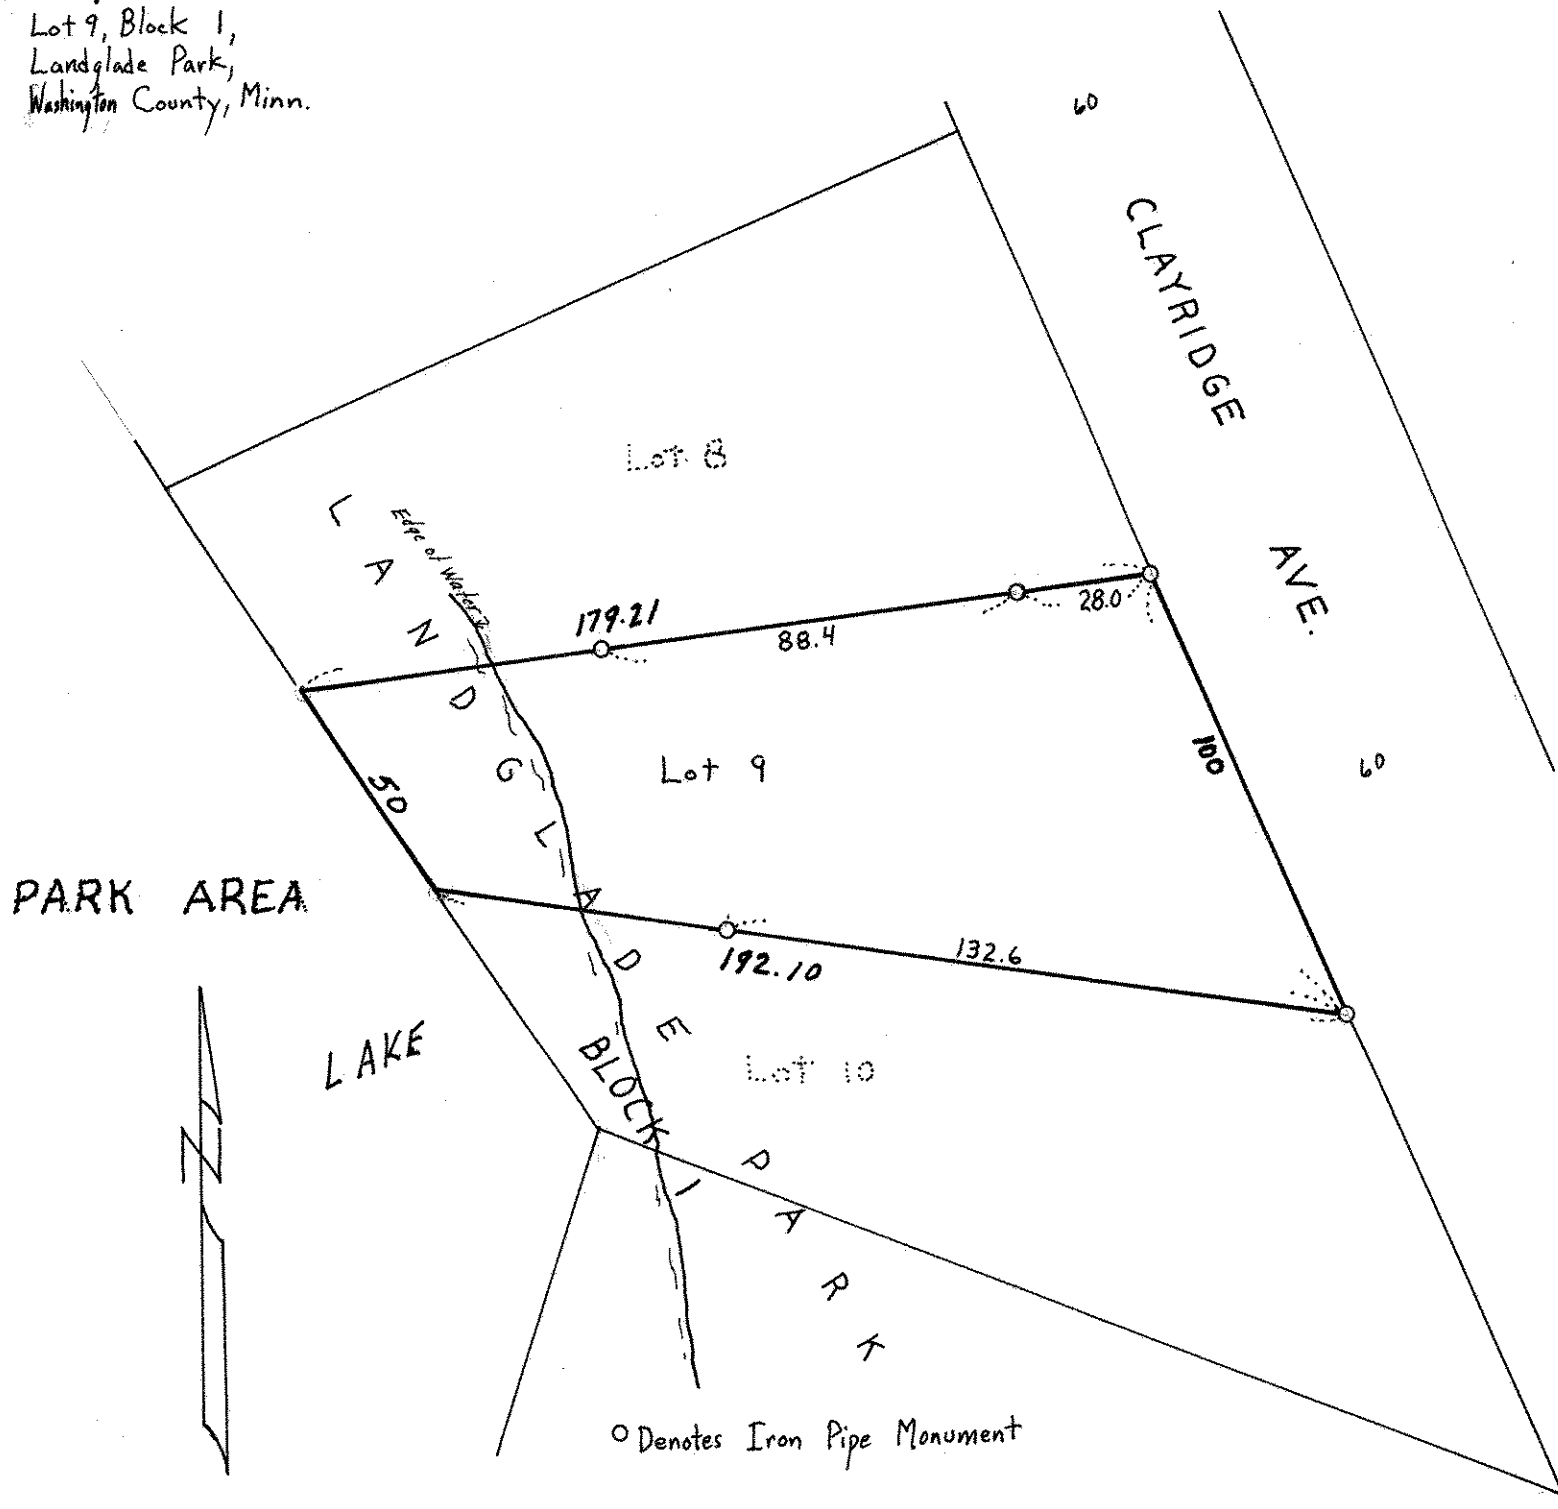 Lot 9, Block 1,
Landglade Park,
Washington County, Minn.
60
CLAYRIDGE AVE.
Lot 8
Edge of Water
179.21
88.4
28.0
LANDGLADE PARK
Lot 9
100
60
50
PARK AREA
192.10
132.6
LAKE
BLOCK 1
Lot 10
N
O Denotes Iron Pipe Monument